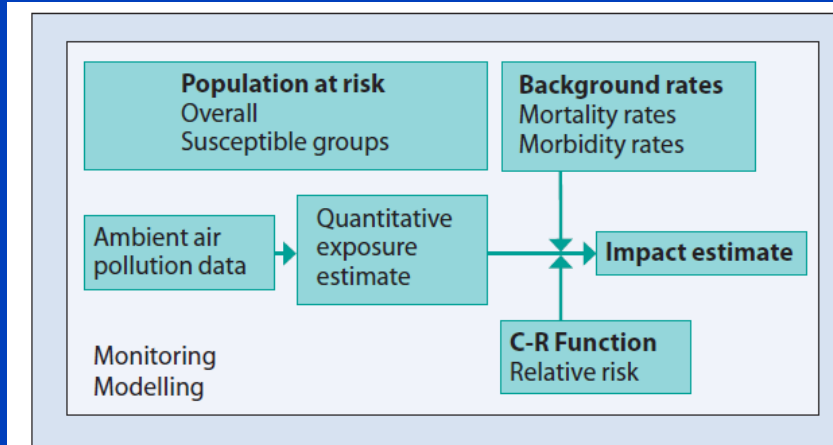 Population at risk
Overall
Susceptible groups
Background rates
Mortality rates
Morbidity rates
Ambient air
pollution data
Quantitative
exposure
estimate
Impact estimate
C-R Function
Relative risk
Monitoring
Modelling